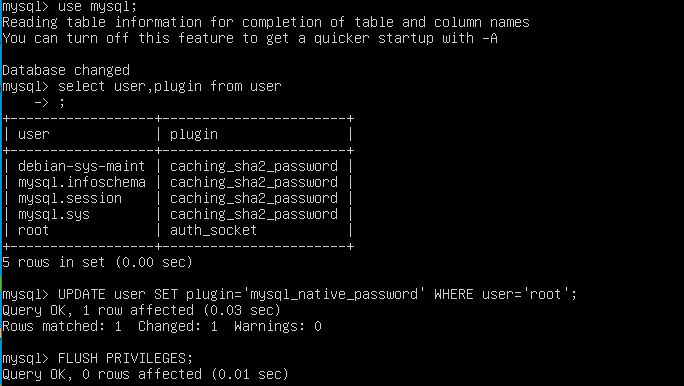 mysql> use mysql;
Reading table information for completion of table and column names
You can turn off this feature to get a quicker startup with -A
Database changed
mysql> select user,plugin from user
    -> ;
+------------------+-----------------------+
| user             | plugin                |
+------------------+-----------------------+
| debian-sys-maint | caching_sha2_password |
| mysql.infoschema | caching_sha2_password |
| mysql.session    | caching_sha2_password |
| mysql.sys        | caching_sha2_password |
| root             | auth_socket           |
+------------------+-----------------------+
5 rows in set (0.00 sec)
mysql> UPDATE user SET plugin='mysql_native_password' WHERE user='root';
Query OK, 1 row affected (0.03 sec)
Rows matched: 1  Changed: 1  Warnings: 0
mysql> FLUSH PRIVILEGES;
Query OK, 0 rows affected (0.01 sec)